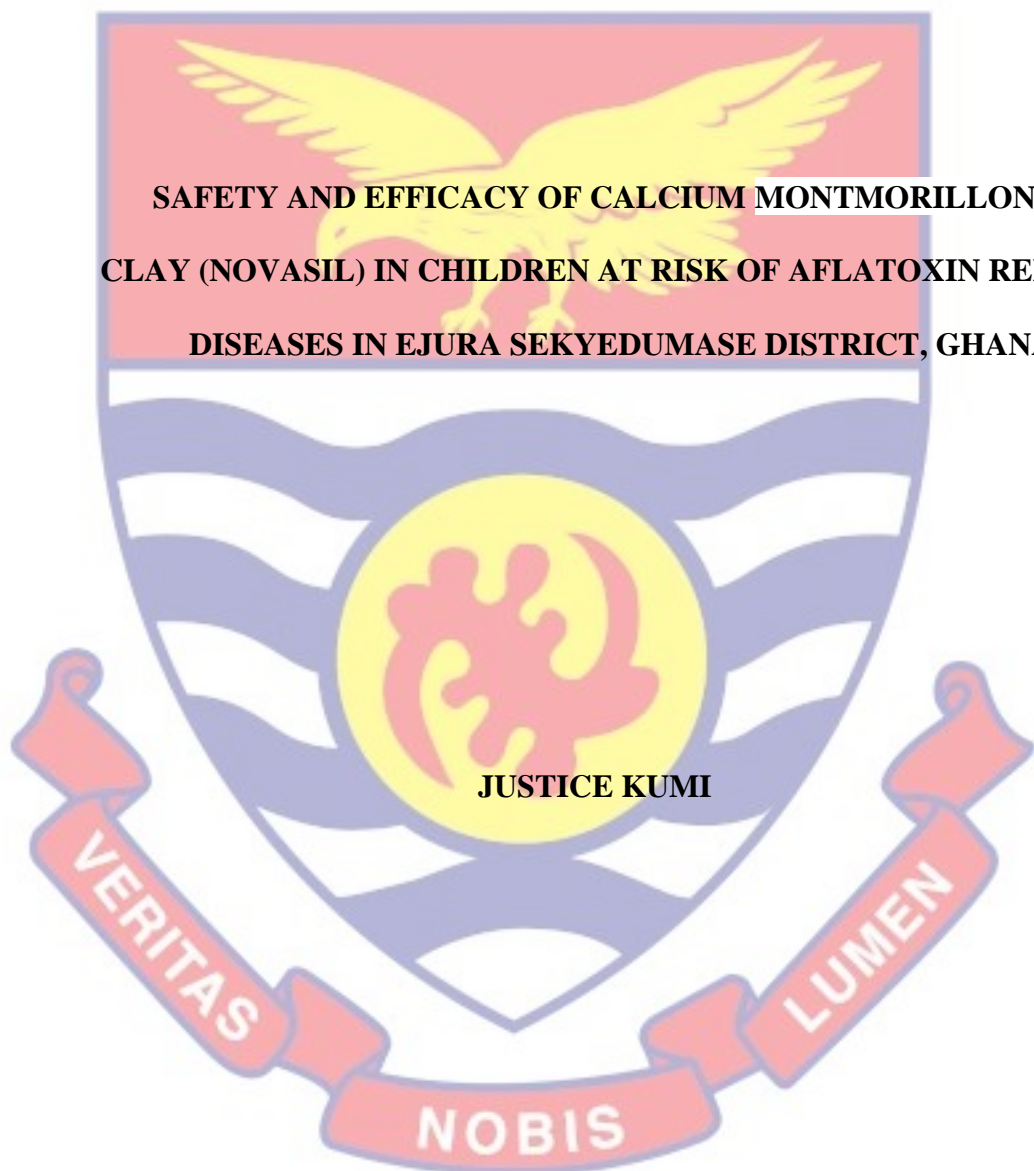 SAFETY AND EFFICACY OF CALCIUM MONTMORILLON
CLAY (NOVASIL) IN CHILDREN AT RISK OF AFLATOXIN RE
DISEASES IN EJURA SEKYEDUMASE DISTRICT, GHANA
JUSTICE KUMI
VERITAS
NOBIS
LUMEN